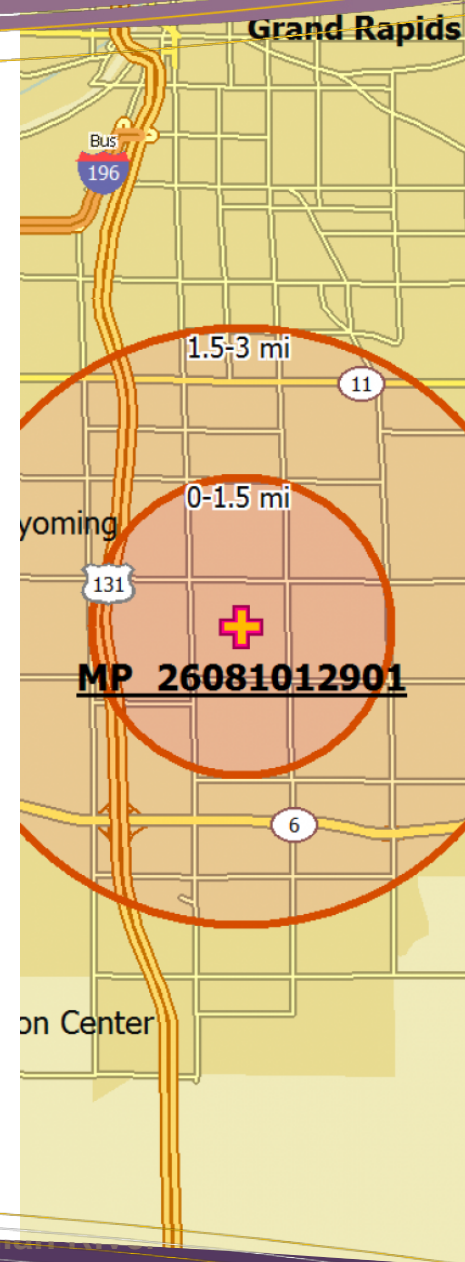 Grand Rapids
Bus
196
1.5-3 mi
11
0-1.5 mi
yoming
131
MP 26081012901
6
on Center